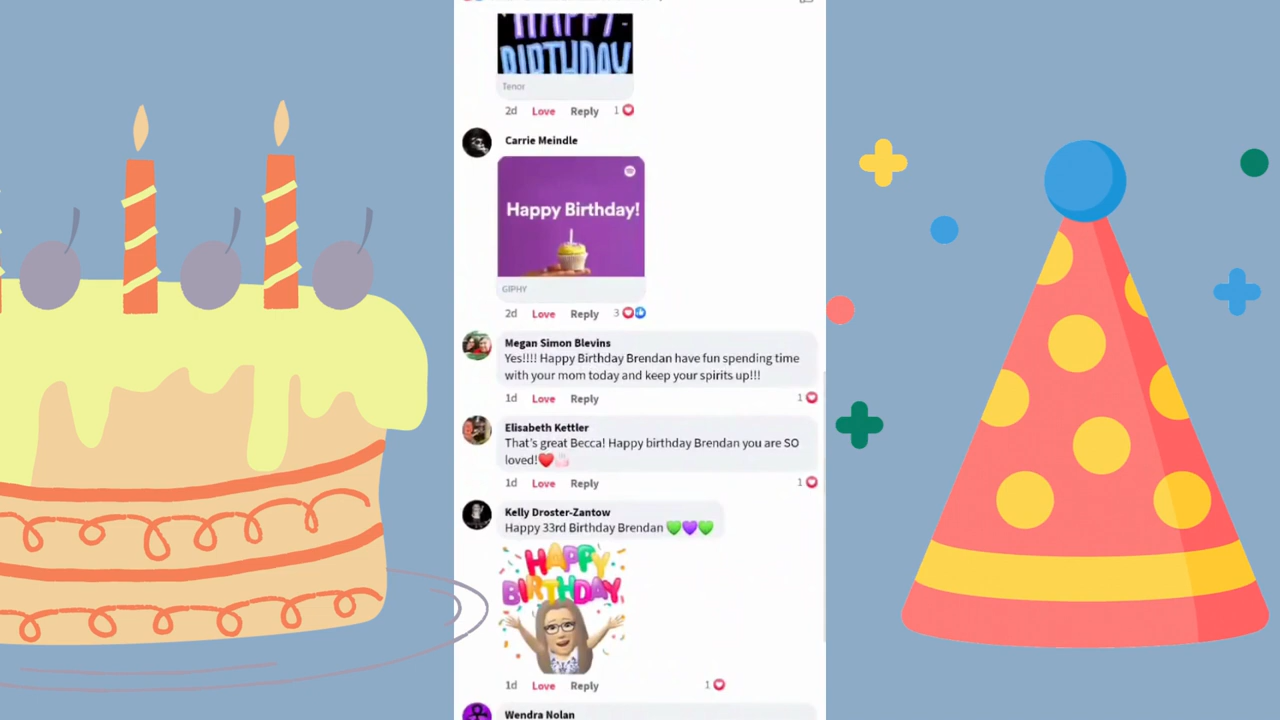 HAPPY
BIRTHDAY
Tenor
2d Love Reply 1
Carrie Meindle
Happy Birthday!
GIPHY
2d Love Reply 3
Megan Simon Blevins
Yes!!!! Happy Birthday Brendan have fun spending time
with your mom today and keep your spirits up!!!
1d Love Reply 1
Elisabeth Kettler
That's great Becca! Happy birthday Brendan you are SO
loved!❤️🎂
1d Love Reply 1
Kelly Droster-Zantow
Happy 33rd Birthday Brendan 💚💜💚
HAPPY
BIRTHDAY
1d Love Reply 1
Wendra Nolan